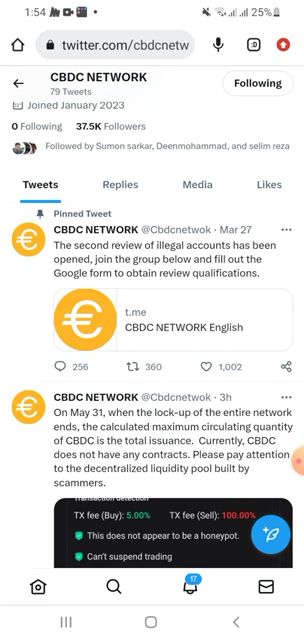 1:54
25%
twitter.com/cbdcnetw
:D
CBDC NETWORK
79 Tweets
Following
Joined January 2023
0 Following 37.5K Followers
Followed by Sumon sarkar, Deenmohammad, and selim reza
Tweets Replies Media Likes
Pinned Tweet
CBDC NETWORK @Cbdcnetwok · Mar 27
The second review of illegal accounts has been
opened, join the group below and fill out the
Google form to obtain review qualifications.
t.me
CBDC NETWORK English
256 360 1,002
CBDC NETWORK @Cbdcnetwok · 3h
On May 31, when the lock-up of the entire network
ends, the calculated maximum circulating quantity
of CBDC is the total issuance. Currently, CBDC
does not have any contracts. Please pay attention
to the decentralized liquidity pool built by
scammers.
Transaction detection
TX fee (Buy): 5.00% TX fee (Sell): 100.00%
This does not appear to be a honeypot.
Can't suspend trading
17